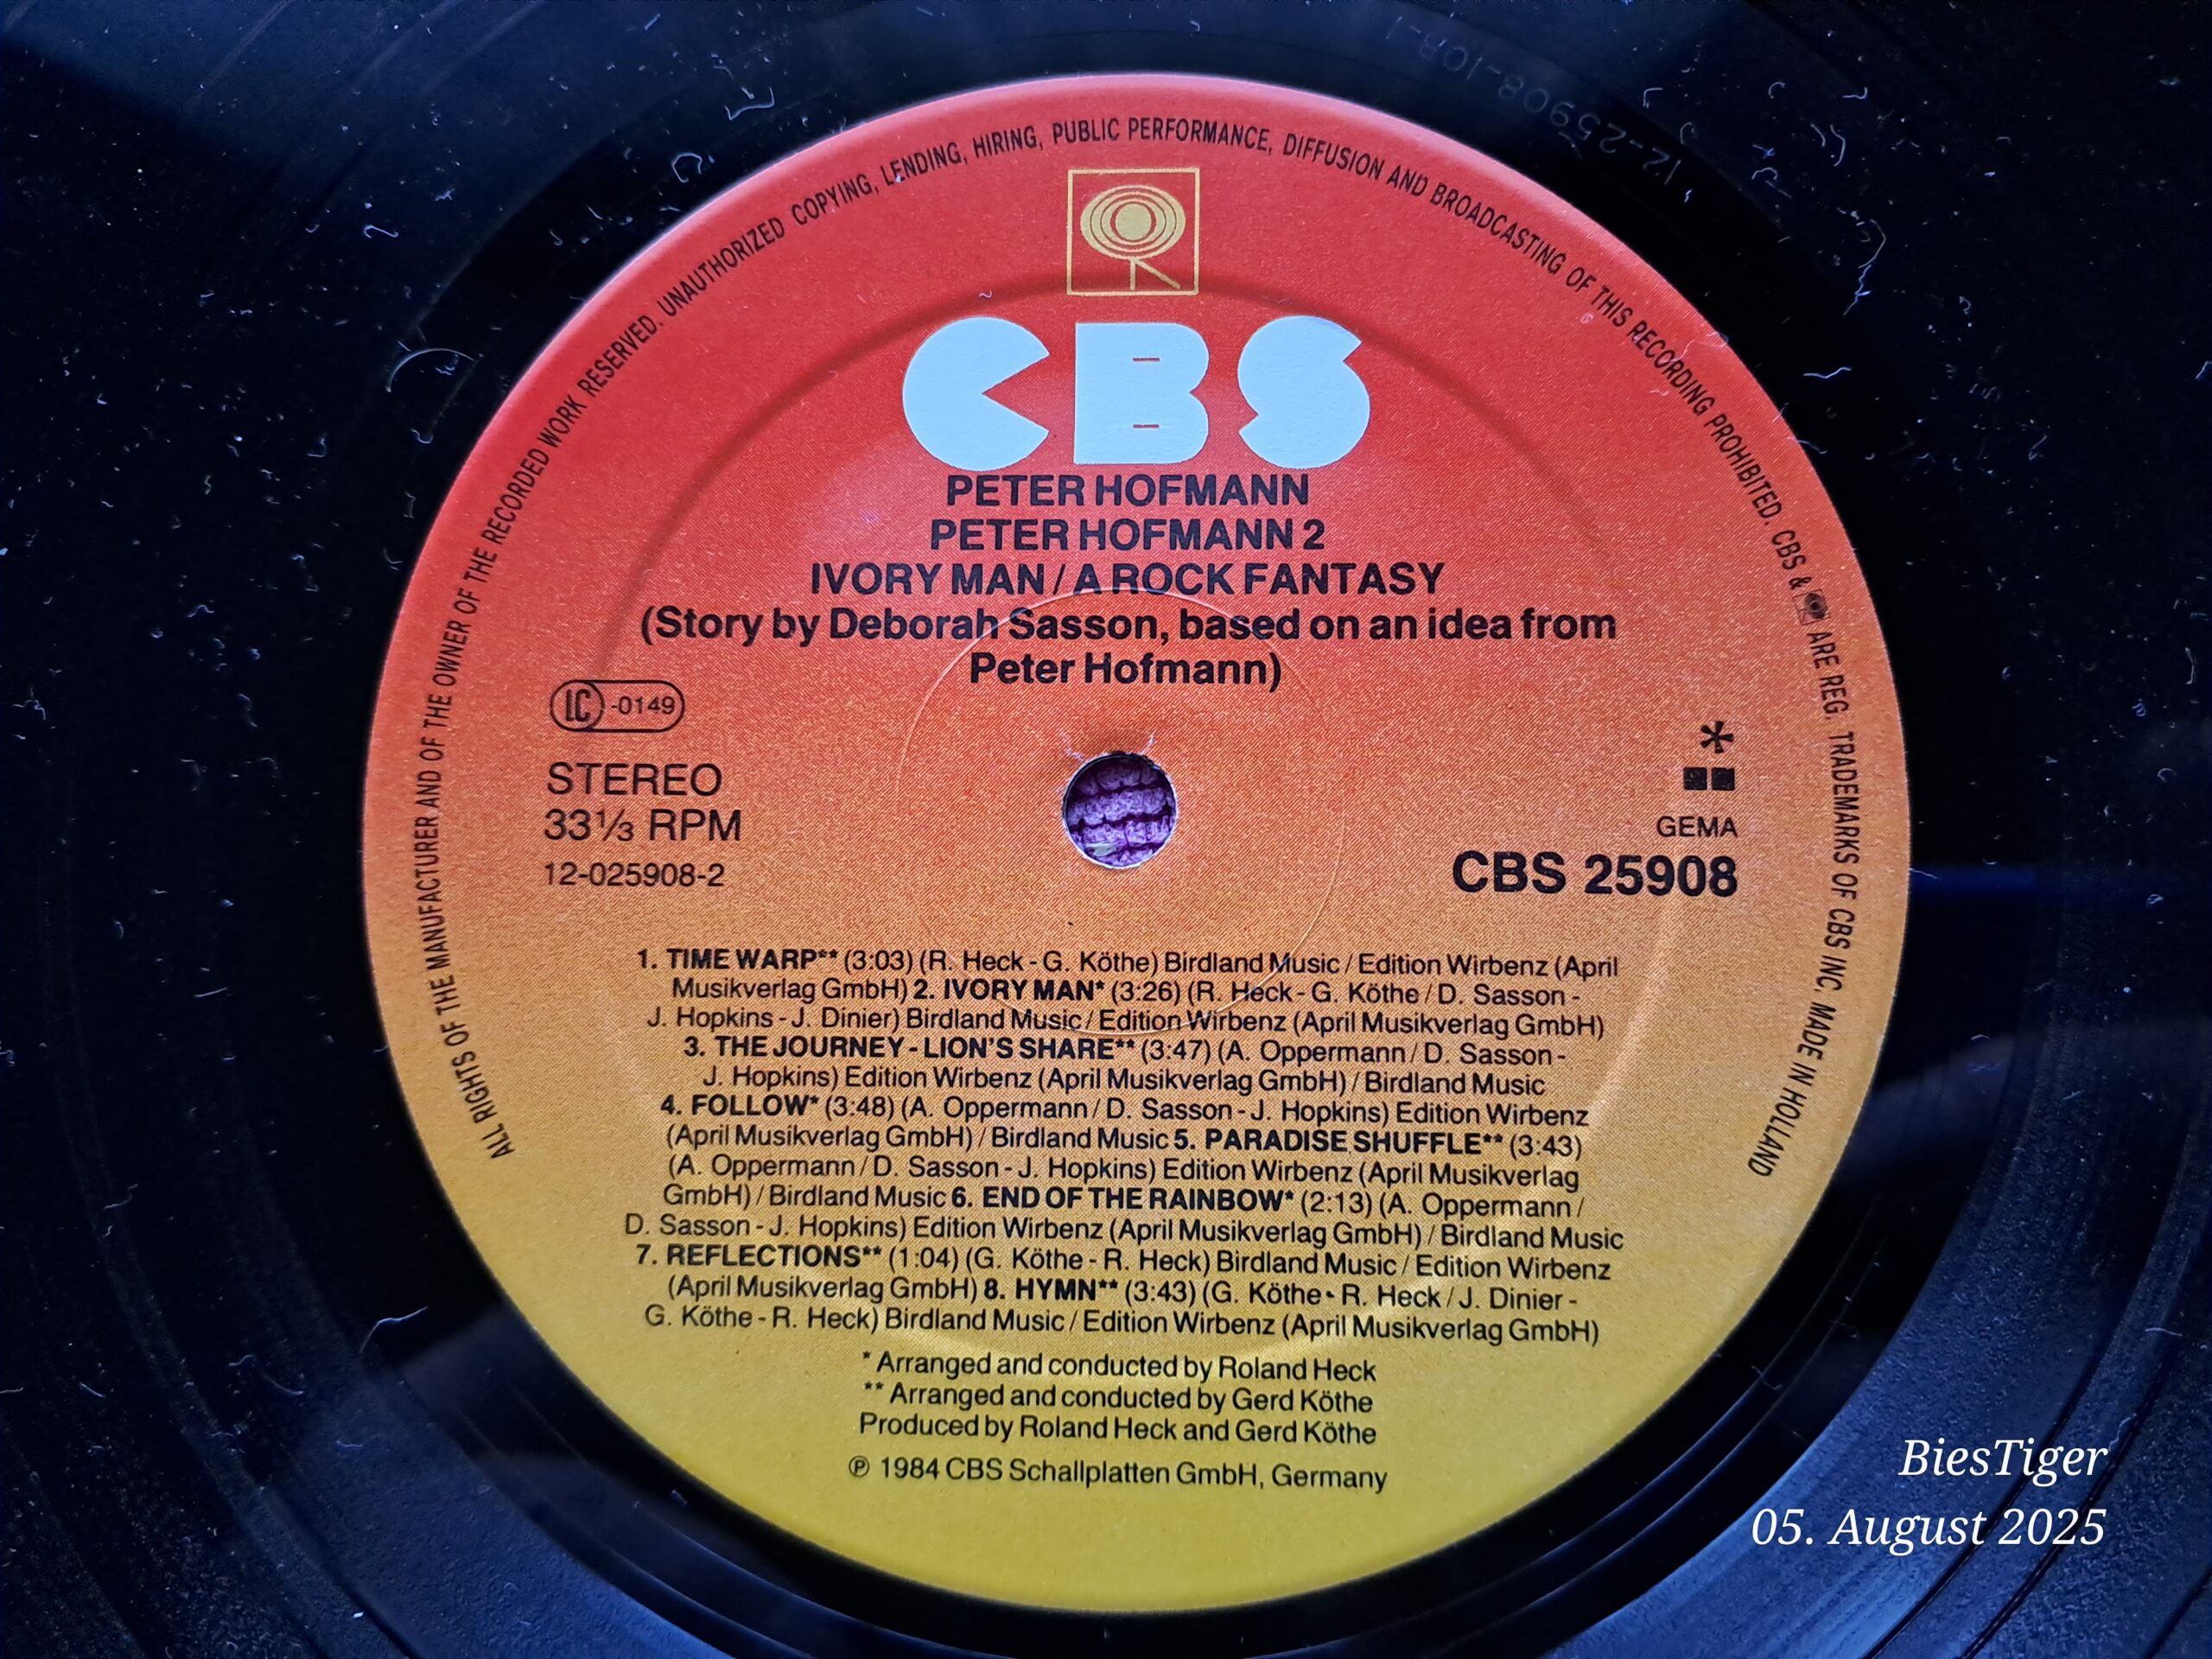 12-25908-10B-1
ALL RIGHTS OF THE MANUFACTURER AND OF THE OWNER OF THE RECORDED WORK RESERVED. UNAUTHORIZED COPYING, LENDING, HIRING, PUBLIC PERFORMANCE, DIFFUSION AND BROADCASTING OF THIS RECORDING PROHIBITED. CBS & ARE REG. TRADEMARKS OF CBS INC. MADE IN HOLLAND
CBS
PETER HOFMANN
PETER HOFMANN 2
IVORY MAN / A ROCK FANTASY
(Story by Deborah Sasson, based on an idea from
Peter Hofmann)
LC -0149
STEREO
33⅓ RPM
12-025908-2
*
GEMA
CBS 25908
1. TIME WARP** (3:03) (R. Heck - G. Köthe) Birdland Music / Edition Wirbenz (April
Musikverlag GmbH) 2. IVORY MAN* (3:26) (R. Heck - G. Köthe / D. Sasson -
J. Hopkins - J. Dinier) Birdland Music / Edition Wirbenz (April Musikverlag GmbH)
3. THE JOURNEY - LION'S SHARE** (3:47) (A. Oppermann / D. Sasson -
J. Hopkins) Edition Wirbenz (April Musikverlag GmbH) / Birdland Music
4. FOLLOW* (3:48) (A. Oppermann / D. Sasson - J. Hopkins) Edition Wirbenz
(April Musikverlag GmbH) / Birdland Music 5. PARADISE SHUFFLE** (3:43)
(A. Oppermann / D. Sasson - J. Hopkins) Edition Wirbenz (April Musikverlag
GmbH) / Birdland Music 6. END OF THE RAINBOW* (2:13) (A. Oppermann /
D. Sasson - J. Hopkins) Edition Wirbenz (April Musikverlag GmbH) / Birdland Music
7. REFLECTIONS** (1:04) (G. Köthe - R. Heck) Birdland Music / Edition Wirbenz
(April Musikverlag GmbH) 8. HYMN** (3:43) (G. Köthe • R. Heck / J. Dinier -
G. Köthe - R. Heck) Birdland Music / Edition Wirbenz (April Musikverlag GmbH)
* Arranged and conducted by Roland Heck
** Arranged and conducted by Gerd Köthe
Produced by Roland Heck and Gerd Köthe
℗ 1984 CBS Schallplatten GmbH, Germany
BiesTiger
05. August 2025